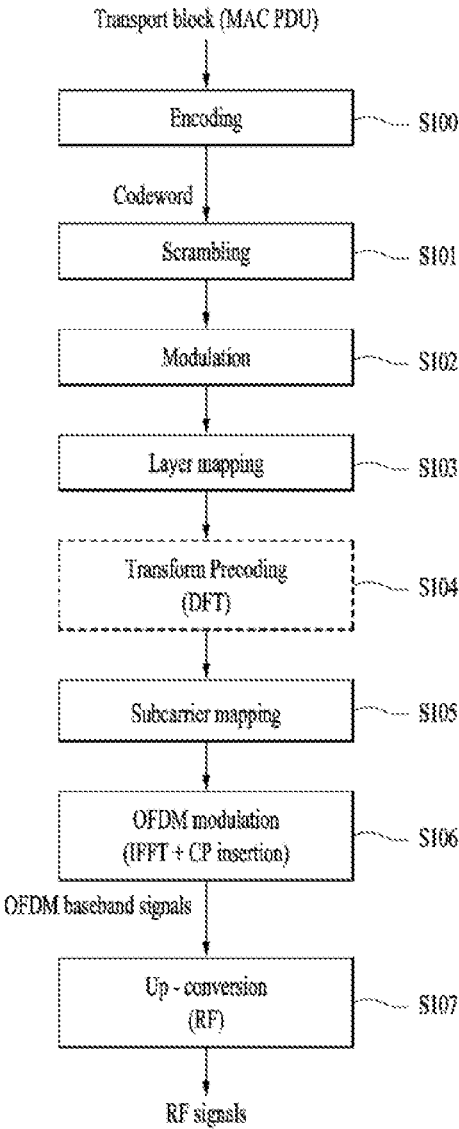 Transport block (MAC PDU)
Encoding
S100
Codeword
Scrambling
S101
Modulation
S102
Layer mapping
S103
Transform Precoding
(DFT)
S104
Subcarrier mapping
S105
OFDM modulation
(IFFT + CP insertion)
S106
OFDM baseband signals
Up - conversion
(RF)
S107
RF signals